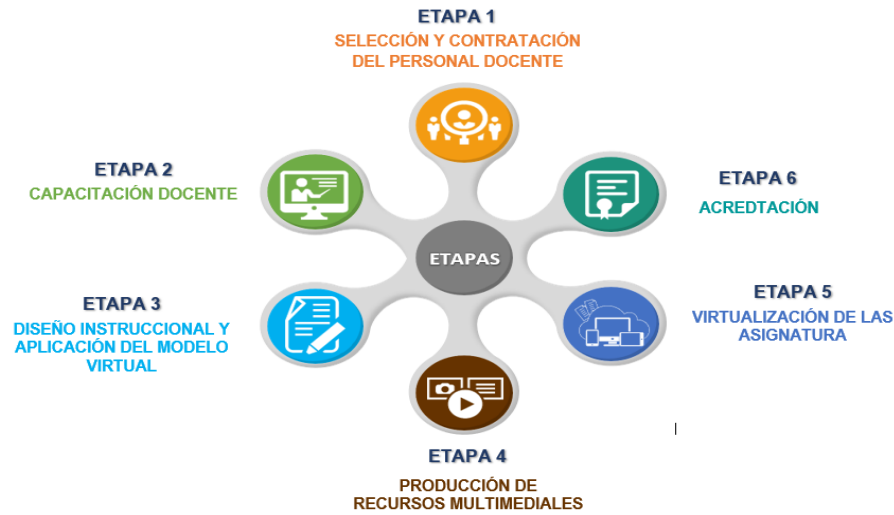 ETAPA 1
SELECCIÓN Y CONTRATACIÓN
DEL PERSONAL DOCENTE
ETAPA 2
CAPACITACIÓN DOCENTE
ETAPA 6
ACREDTACIÓN
ETAPAS
ETAPA 3
DISEÑO INSTRUCCIONAL Y
APLICACIÓN DEL MODELO
VIRTUAL
ETAPA 5
VIRTUALIZACIÓN DE LAS
ASIGNATURA
ETAPA 4
PRODUCCIÓN DE
RECURSOS MULTIMEDIALES